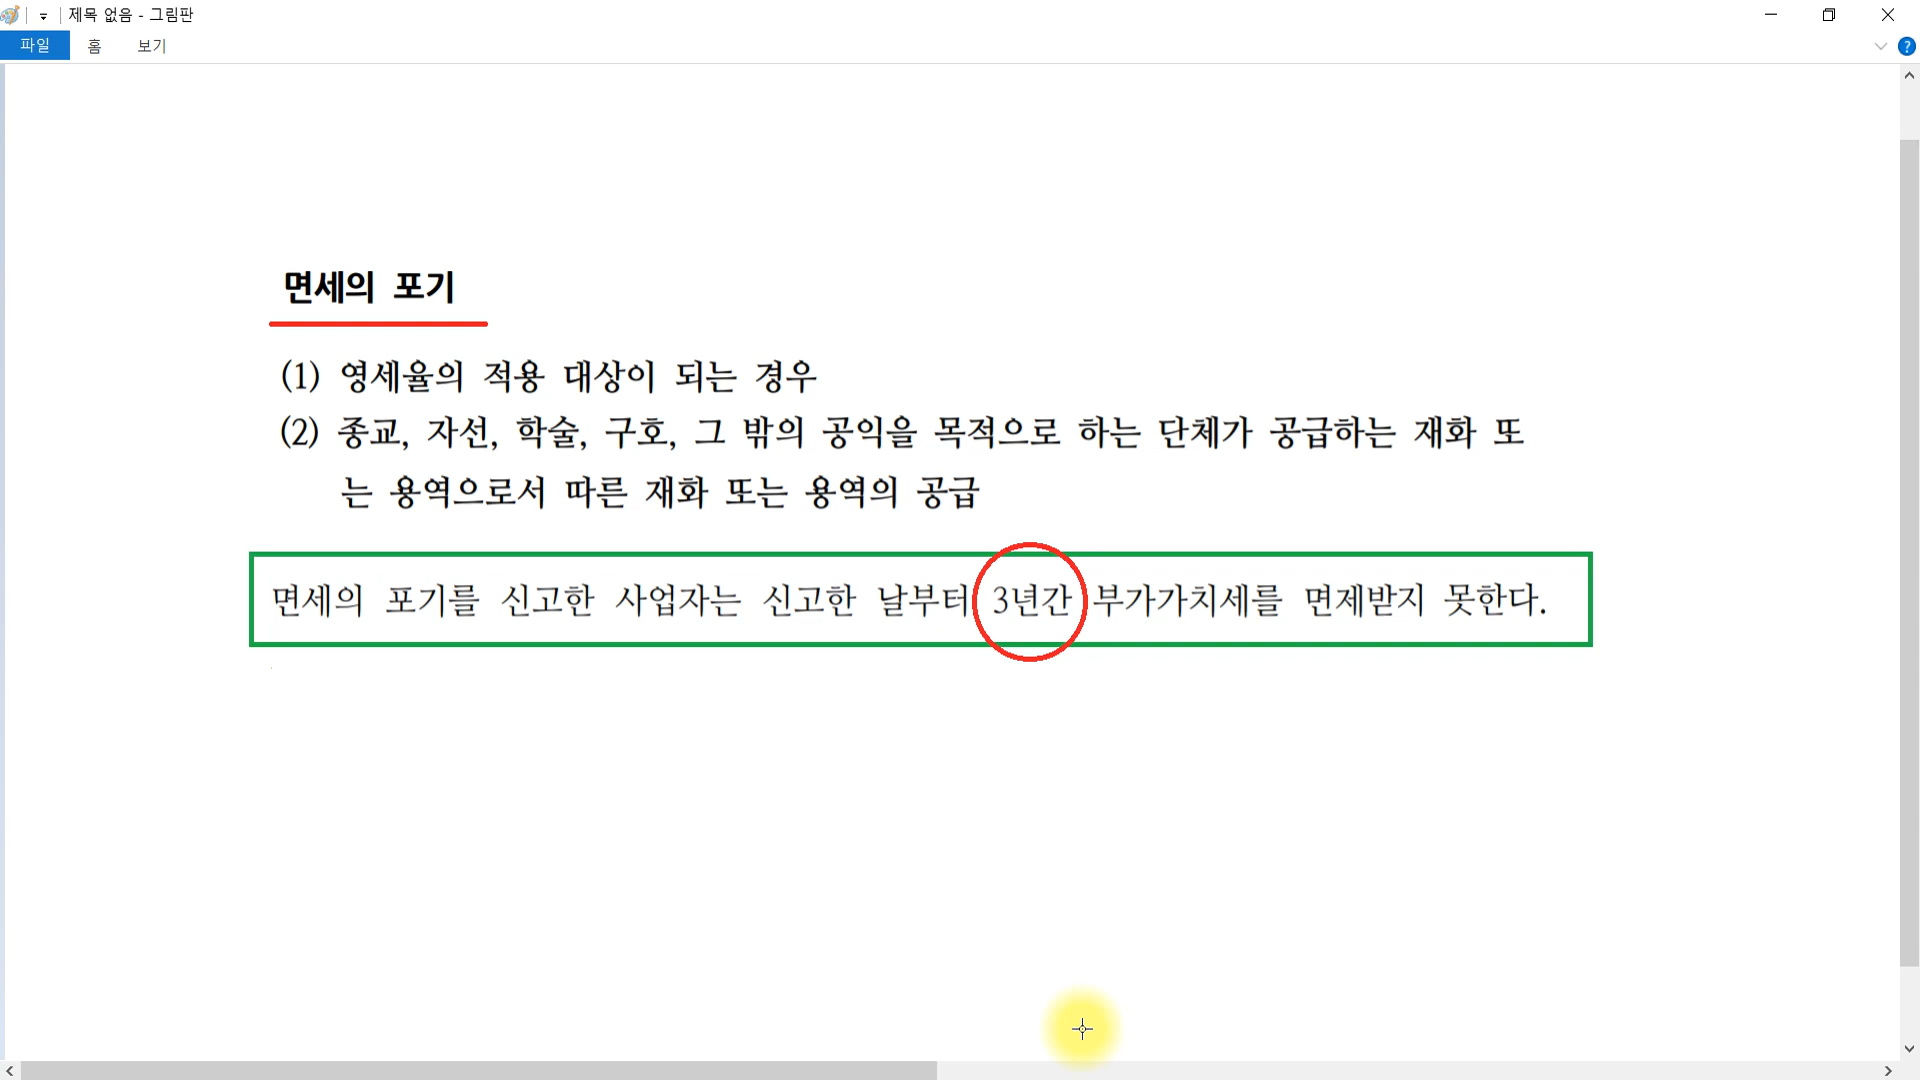 제목 없음 - 그림판
파일 홈 보기
?
면세의 포기
(1) 영세율의 적용 대상이 되는 경우
(2) 종교, 자선, 학술, 구호, 그 밖의 공익을 목적으로 하는 단체가 공급하는 재화 또
는 용역으로서 따른 재화 또는 용역의 공급
면세의 포기를 신고한 사업자는 신고한 날부터 3년간 부가가치세를 면제받지 못한다.